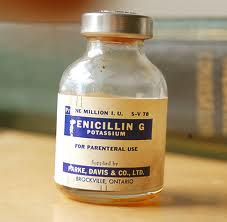 NE MILLION I. U. S-V 78
PENICILLIN G
POTASSIUM
FOR PARENTERAL USE
Supplied by
PARKE, DAVIS & CO., LTD.
BROCKVILLE, ONTARIO